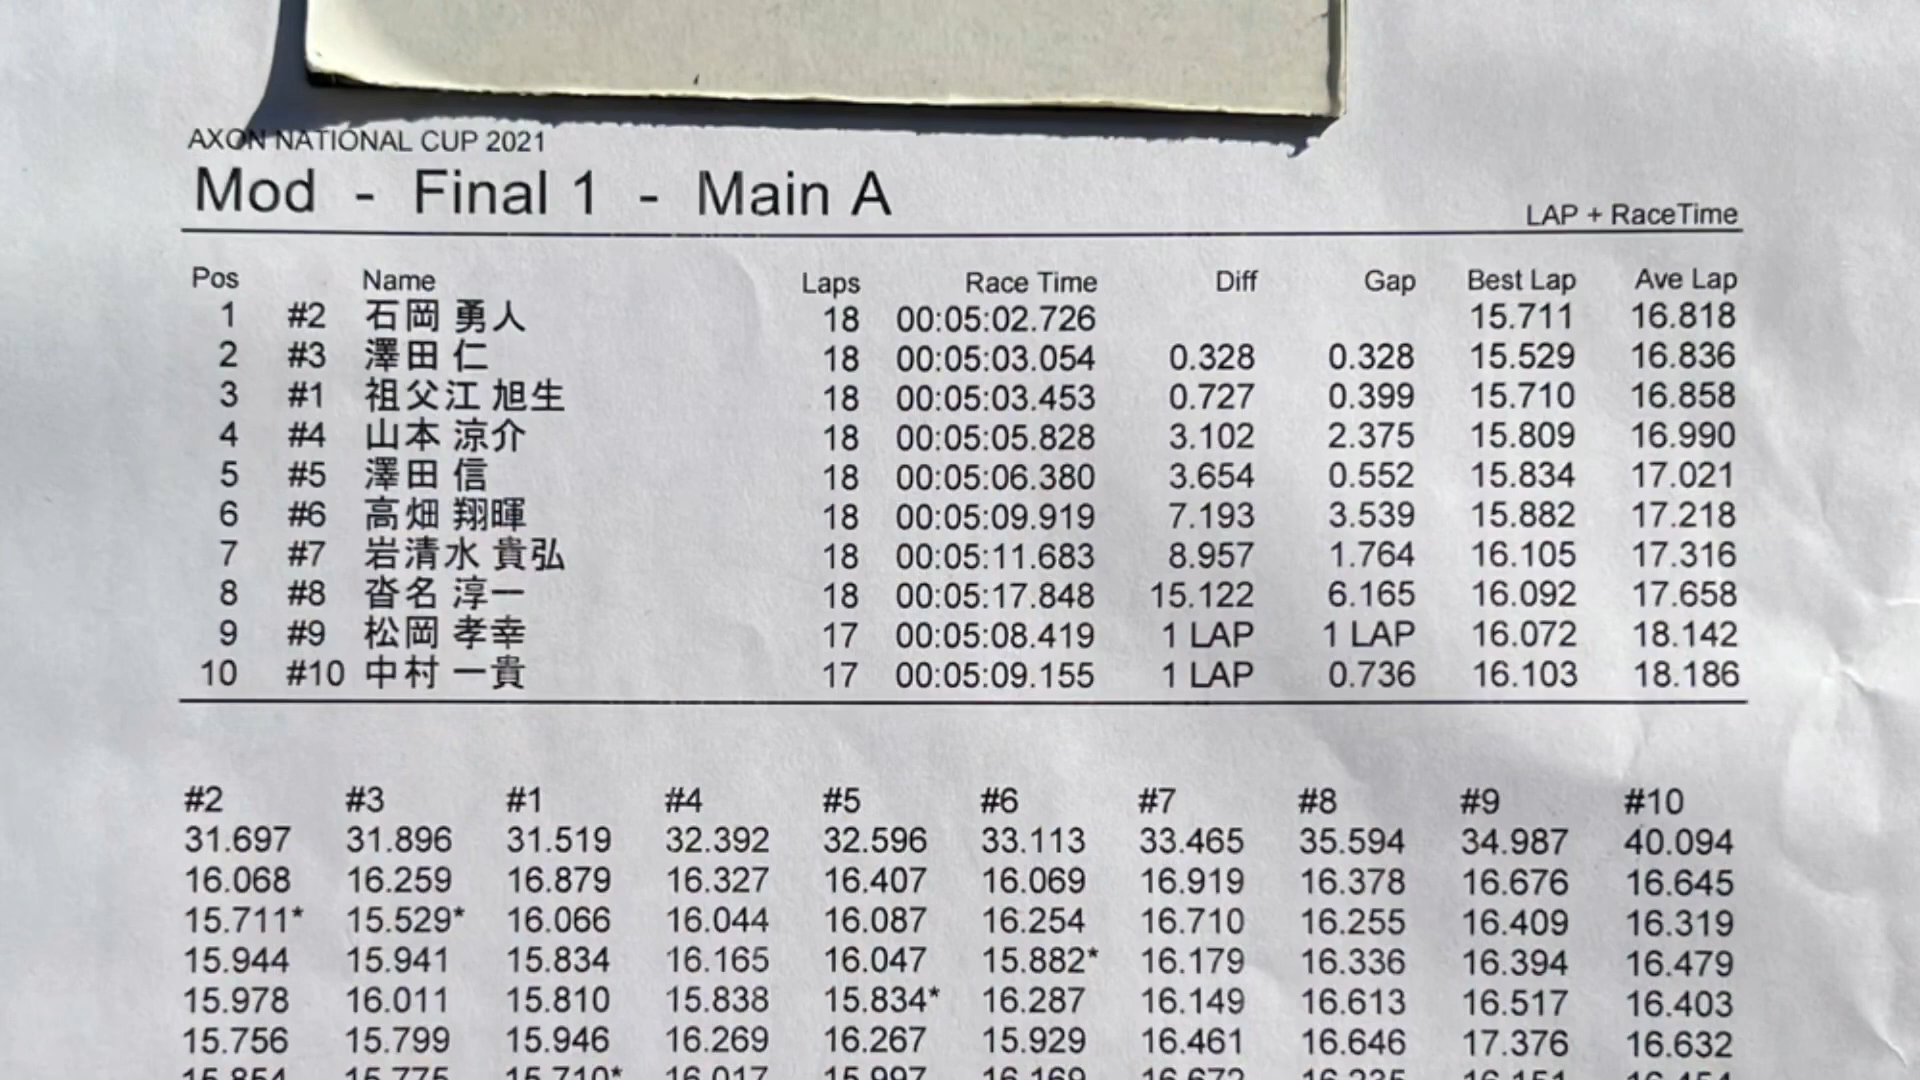 AXON NATIONAL CUP 2021
Mod - Final 1 - Main A
LAP + RaceTime
Pos Name Laps Race Time Diff Gap Best Lap Ave Lap
1 #2 石岡 勇人 18 00:05:02.726 15.711 16.818
2 #3 澤田 仁 18 00:05:03.054 0.328 0.328 15.529 16.836
3 #1 祖父江 旭生 18 00:05:03.453 0.727 0.399 15.710 16.858
4 #4 山本 涼介 18 00:05:05.828 3.102 2.375 15.809 16.990
5 #5 澤田 信 18 00:05:06.380 3.654 0.552 15.834 17.021
6 #6 高畑 翔暉 18 00:05:09.919 7.193 3.539 15.882 17.218
7 #7 岩清水 貴弘 18 00:05:11.683 8.957 1.764 16.105 17.316
8 #8 沓名 淳一 18 00:05:17.848 15.122 6.165 16.092 17.658
9 #9 松岡 孝幸 17 00:05:08.419 1 LAP 1 LAP 16.072 18.142
10 #10 中村 一貴 17 00:05:09.155 1 LAP 0.736 16.103 18.186
#2 #3 #1 #4 #5 #6 #7 #8 #9 #10
31.697 31.896 31.519 32.392 32.596 33.113 33.465 35.594 34.987 40.094
16.068 16.259 16.879 16.327 16.407 16.069 16.919 16.378 16.676 16.645
15.711* 15.529* 16.066 16.044 16.087 16.254 16.710 16.255 16.409 16.319
15.944 15.941 15.834 16.165 16.047 15.882* 16.179 16.336 16.394 16.479
15.978 16.011 15.810 15.838 15.834* 16.287 16.149 16.613 16.517 16.403
15.756 15.799 15.946 16.269 16.267 15.929 16.461 16.646 17.376 16.632
15.710*